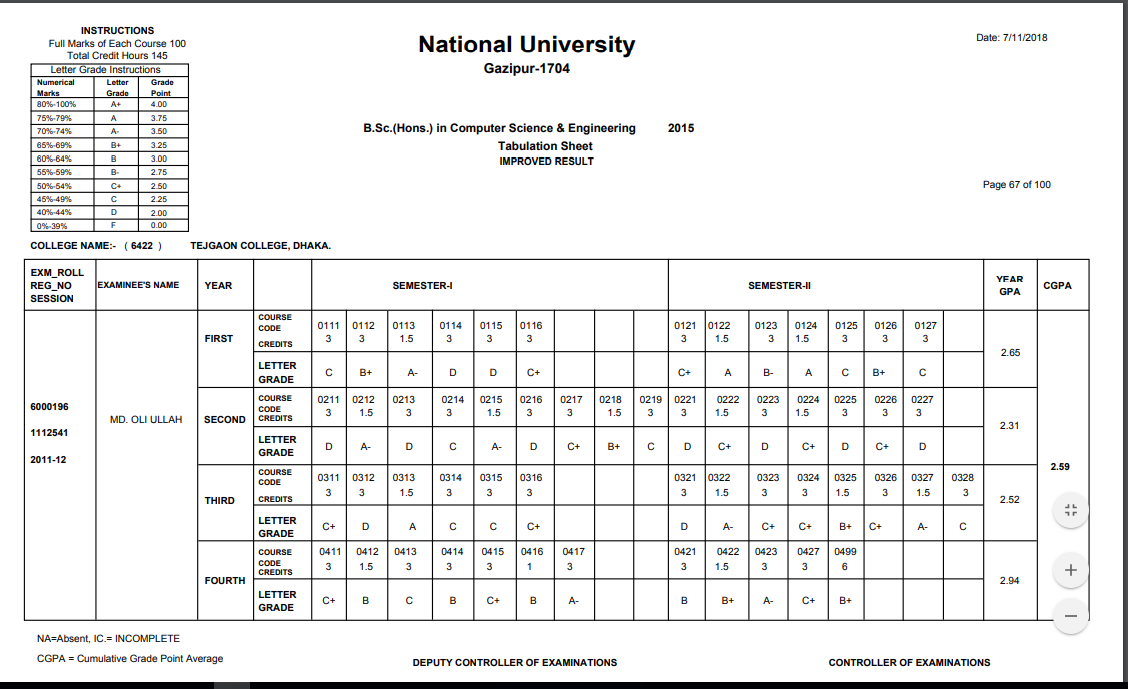 INSTRUCTIONS
Full Marks of Each Course 100
Total Credit Hours 145
Letter Grade Instructions
Numerical Marks Letter Grade Grade Point
80%-100% A+ 4.00
75%-79% A 3.75
70%-74% A- 3.50
65%-69% B+ 3.25
60%-64% B 3.00
55%-59% B- 2.75
50%-54% C+ 2.50
45%-49% C 2.25
40%-44% D 2.00
0%-39% F 0.00
National University
Gazipur-1704
Date: 7/11/2018
B.Sc.(Hons.) in Computer Science & Engineering 2015
Tabulation Sheet
IMPROVED RESULT
Page 67 of 100
COLLEGE NAME:- ( 6422 ) TEJGAON COLLEGE, DHAKA.
EXM_ROLL
REG_NO
SESSION
EXAMINEE'S NAME
YEAR
SEMESTER-I
SEMESTER-II
YEAR
GPA
CGPA
6000196
1112541
2011-12
MD. OLI ULLAH
FIRST
COURSE
CODE
0111 0112 0113 0114 0115 0116 0121 0122 0123 0124 0125 0126 0127
CREDITS
3 3 1.5 3 3 3 3 1.5 3 1.5 3 3 3
LETTER
GRADE
C B+ A- D D C+ C+ A B- A C B+ C
2.65
SECOND
COURSE
CODE
0211 0212 0213 0214 0215 0216 0217 0218 0219 0221 0222 0223 0224 0225 0226 0227
CREDITS
3 1.5 3 3 1.5 3 3 1.5 3 3 1.5 3 1.5 3 3 3
LETTER
GRADE
D A- D C A- D C+ B+ C D C+ D C+ D C+ D
2.31
THIRD
COURSE
CODE
0311 0312 0313 0314 0315 0316 0321 0322 0323 0324 0325 0326 0327 0328
CREDITS
3 3 1.5 3 3 3 3 1.5 3 3 1.5 3 1.5 3
LETTER
GRADE
C+ D A C C C+ D A- C+ C+ B+ C+ A- C
2.52
FOURTH
COURSE
CODE
0411 0412 0413 0414 0415 0416 0417 0421 0422 0423 0427 0499
CREDITS
3 1.5 3 3 3 1 3 3 1.5 3 3 6
LETTER
GRADE
C+ B C B C+ B A- B B+ A- C+ B+
2.94
2.59
NA=Absent, IC.= INCOMPLETE
CGPA = Cumulative Grade Point Average
DEPUTY CONTROLLER OF EXAMINATIONS
CONTROLLER OF EXAMINATIONS